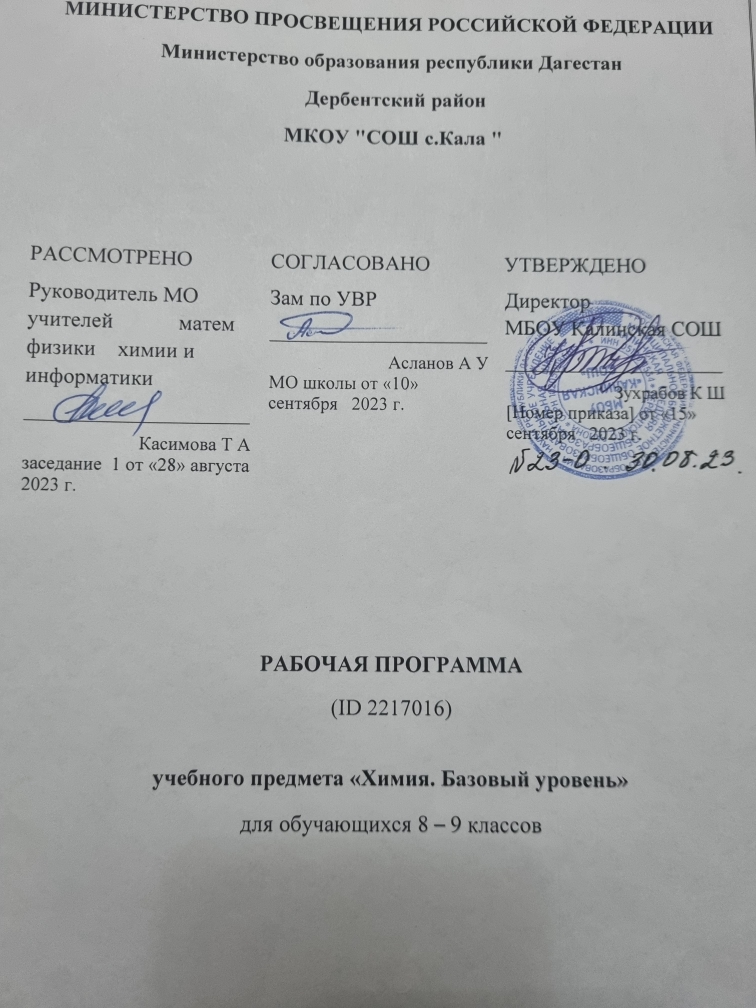 МИНИСТЕРСТВО ПРОСВЕЩЕНИЯ РОССИЙСКОЙ ФЕДЕРАЦИИ
Министерство образования республики Дагестан
Дербентский район
МКОУ "СОШ с.Кала "
РАССМОТРЕНО
Руководитель МО
учителей матем
физики химии и
информатики
Касимова Т А
заседание 1 от «28» августа
2023 г.
СОГЛАСОВАНО
Зам по УВР
Асланов А У
МО школы от «10»
сентября 2023 г.
УТВЕРЖДЕНО
Директор
МБОУ Калинская СОШ
Зухрабов К Ш
[Номер приказа] от «15»
сентября 2023 г.
№23-О. 30.08.23.
РАБОЧАЯ ПРОГРАММА
(ID 2217016)
учебного предмета «Химия. Базовый уровень»
для обучающихся 8 – 9 классов